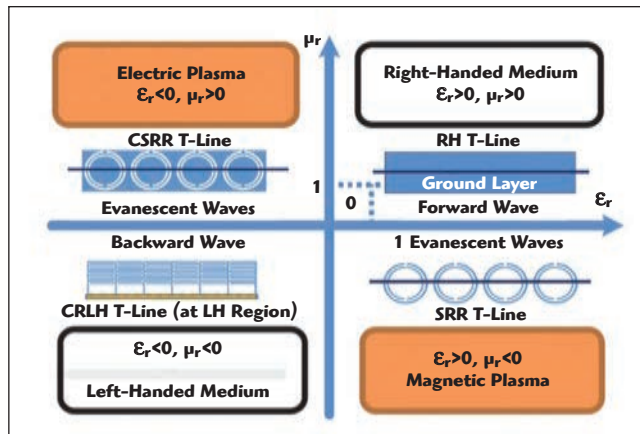 μr
Electric Plasma
εr<0, μr>0
CSRR T-Line
Evanescent Waves
Right-Handed Medium
εr>0, μr>0
RH T-Line
Ground Layer
Forward Wave
1
0
εr
Backward Wave
CRLH T-Line (at LH Region)
εr<0, μr<0
Left-Handed Medium
1 Evanescent Waves
SRR T-Line
εr>0, μr<0
Magnetic Plasma